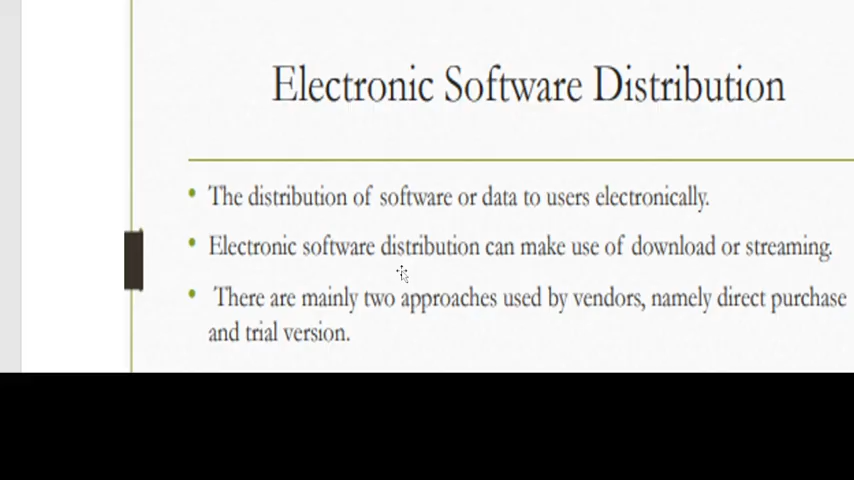 Electronic Software Distribution
• The distribution of software or data to users electronically.
• Electronic software distribution can make use of download or streaming.
• There are mainly two approaches used by vendors, namely direct purchase
and trial version.